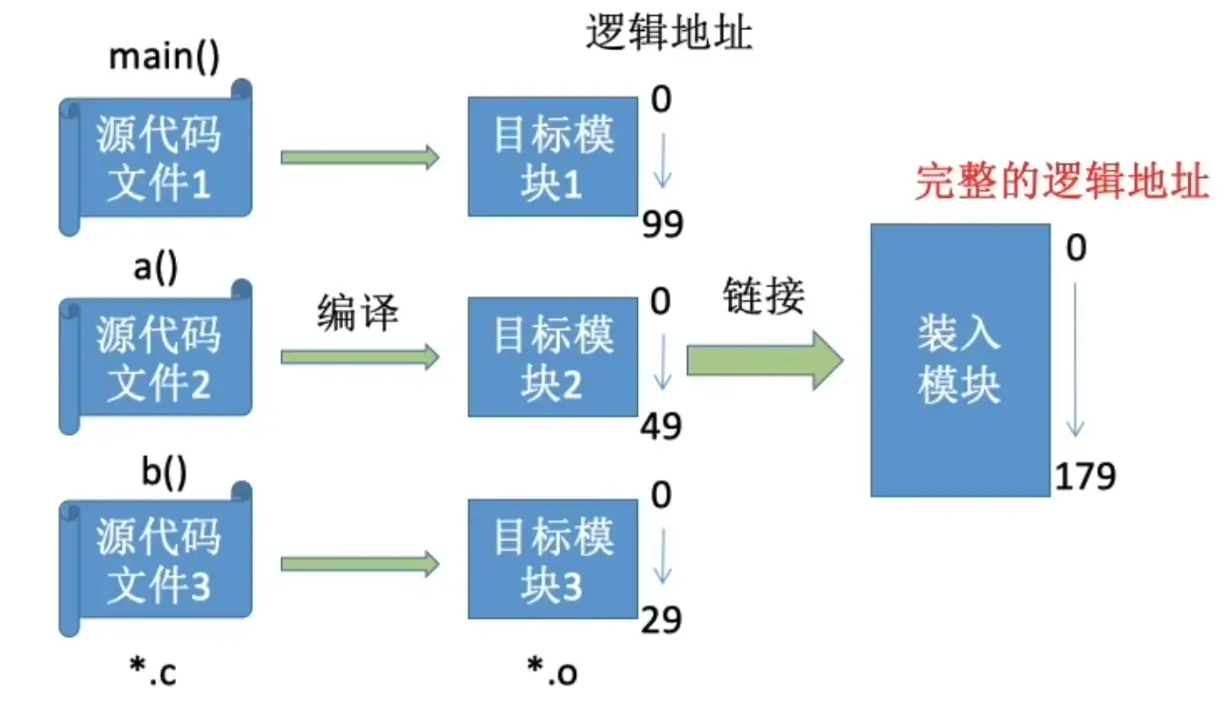 逻辑地址
main()
源代码
文件1
目标模
块1
0
99
a()
源代码
文件2
编译
目标模
块2
0
49
链接
完整的逻辑地址
装入
模块
0
179
b()
源代码
文件3
目标模
块3
0
29
*.c
*.o